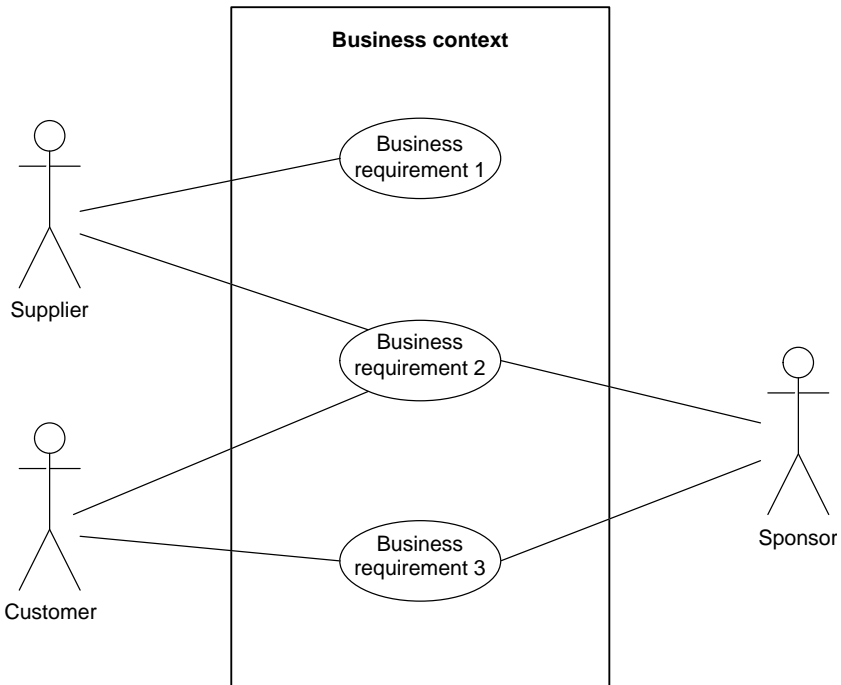 Business context
Business
requirement 1
Supplier
Business
requirement 2
Business
requirement 3
Sponsor
Customer